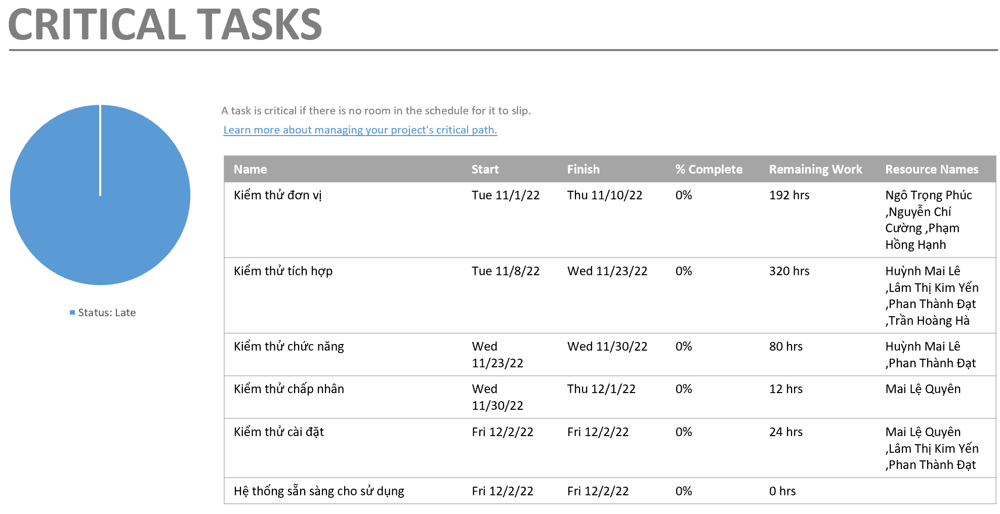 CRITICAL TASKS
A task is critical if there is no room in the schedule for it to slip.
Learn more about managing your project's critical path.
Status: Late
Name Start Finish % Complete Remaining Work Resource Names
Kiểm thử đơn vị Tue 11/1/22 Thu 11/10/22 0% 192 hrs Ngô Trọng Phúc
,Nguyễn Chí
Cường ,Phạm
Hồng Hạnh
Kiểm thử tích hợp Tue 11/8/22 Wed 11/23/22 0% 320 hrs Huỳnh Mai Lê
,Lâm Thị Kim Yến
,Phan Thành Đạt
,Trần Hoàng Hà
Kiểm thử chức năng Wed Wed 11/30/22 0% 80 hrs Huỳnh Mai Lê
11/23/22 ,Phan Thành Đạt
Kiểm thử chấp nhân Wed Thu 12/1/22 0% 12 hrs Mai Lệ Quyên
11/30/22
Kiểm thử cài đặt Fri 12/2/22 Fri 12/2/22 0% 24 hrs Mai Lệ Quyên
,Lâm Thị Kim Yến
,Phan Thành Đạt
Hệ thống sẵn sàng cho sử dụng Fri 12/2/22 Fri 12/2/22 0% 0 hrs